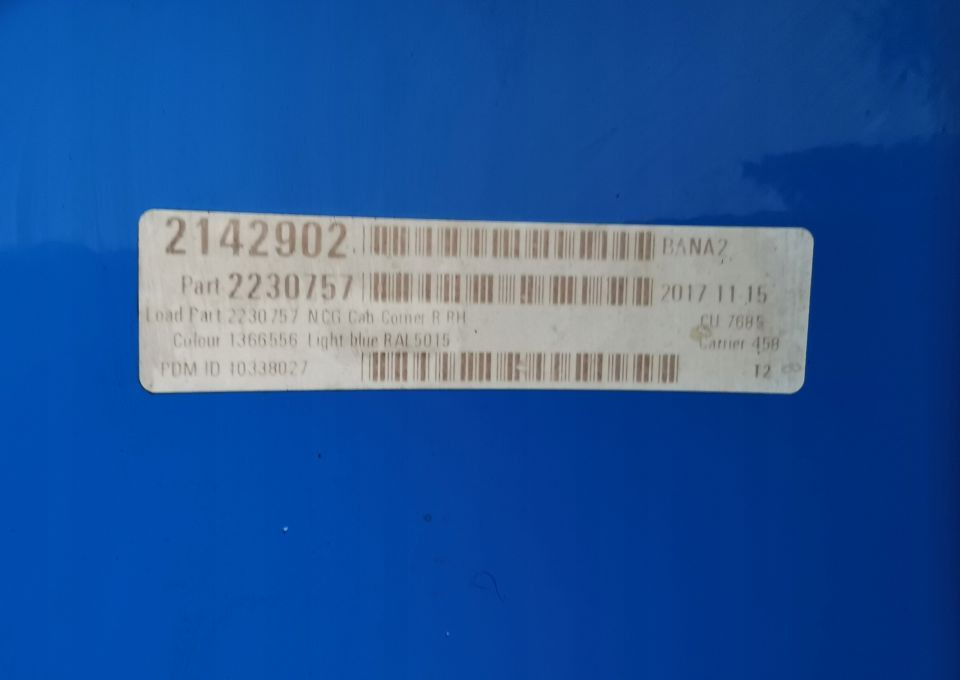 2142902 BANA2
Part 2230757 2017 11 15
Load Part 2230757 NCG Cab Corner R RH CU 7685
Colour 1366556 Light blue RAL5015 Carrier 458
PDM ID 10338027 T2